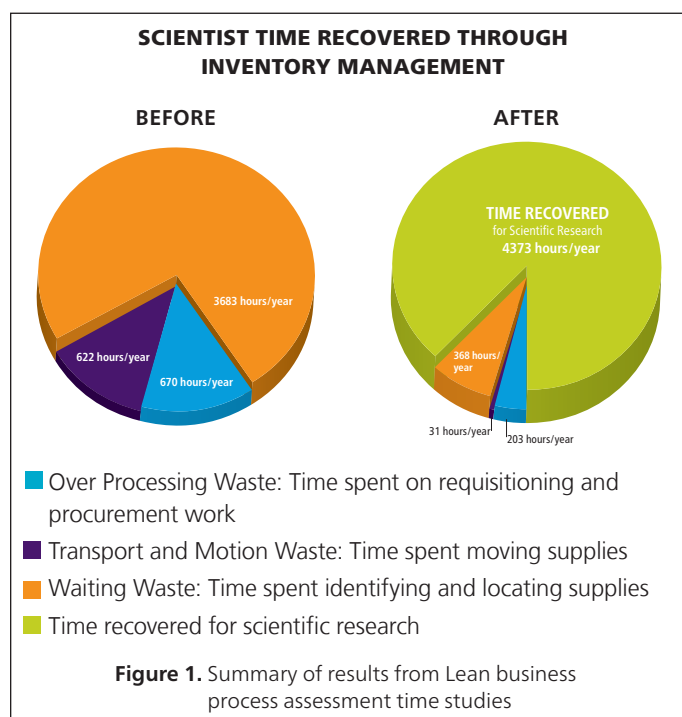 SCIENTIST TIME RECOVERED THROUGH
INVENTORY MANAGEMENT
BEFORE
AFTER
3683 hours/year
622 hours/year
670 hours/year
TIME RECOVERED
for Scientific Research
4373 hours/year
368 hours/
year
31 hours/year
203 hours/year
Over Processing Waste: Time spent on requisitioning and
procurement work
Transport and Motion Waste: Time spent moving supplies
Waiting Waste: Time spent identifying and locating supplies
Time recovered for scientific research
Figure 1. Summary of results from Lean business
process assessment time studies